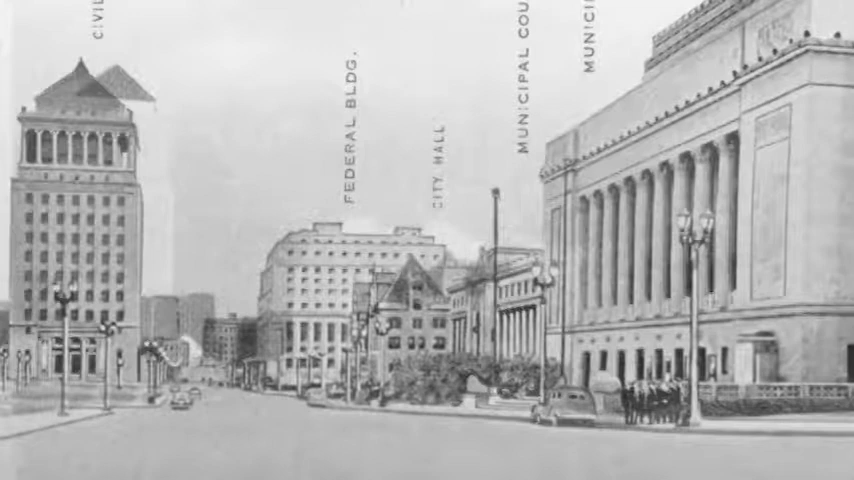 CIVIL
FEDERAL BLDG.
CITY HALL
MUNICIPAL COU
MUNICI